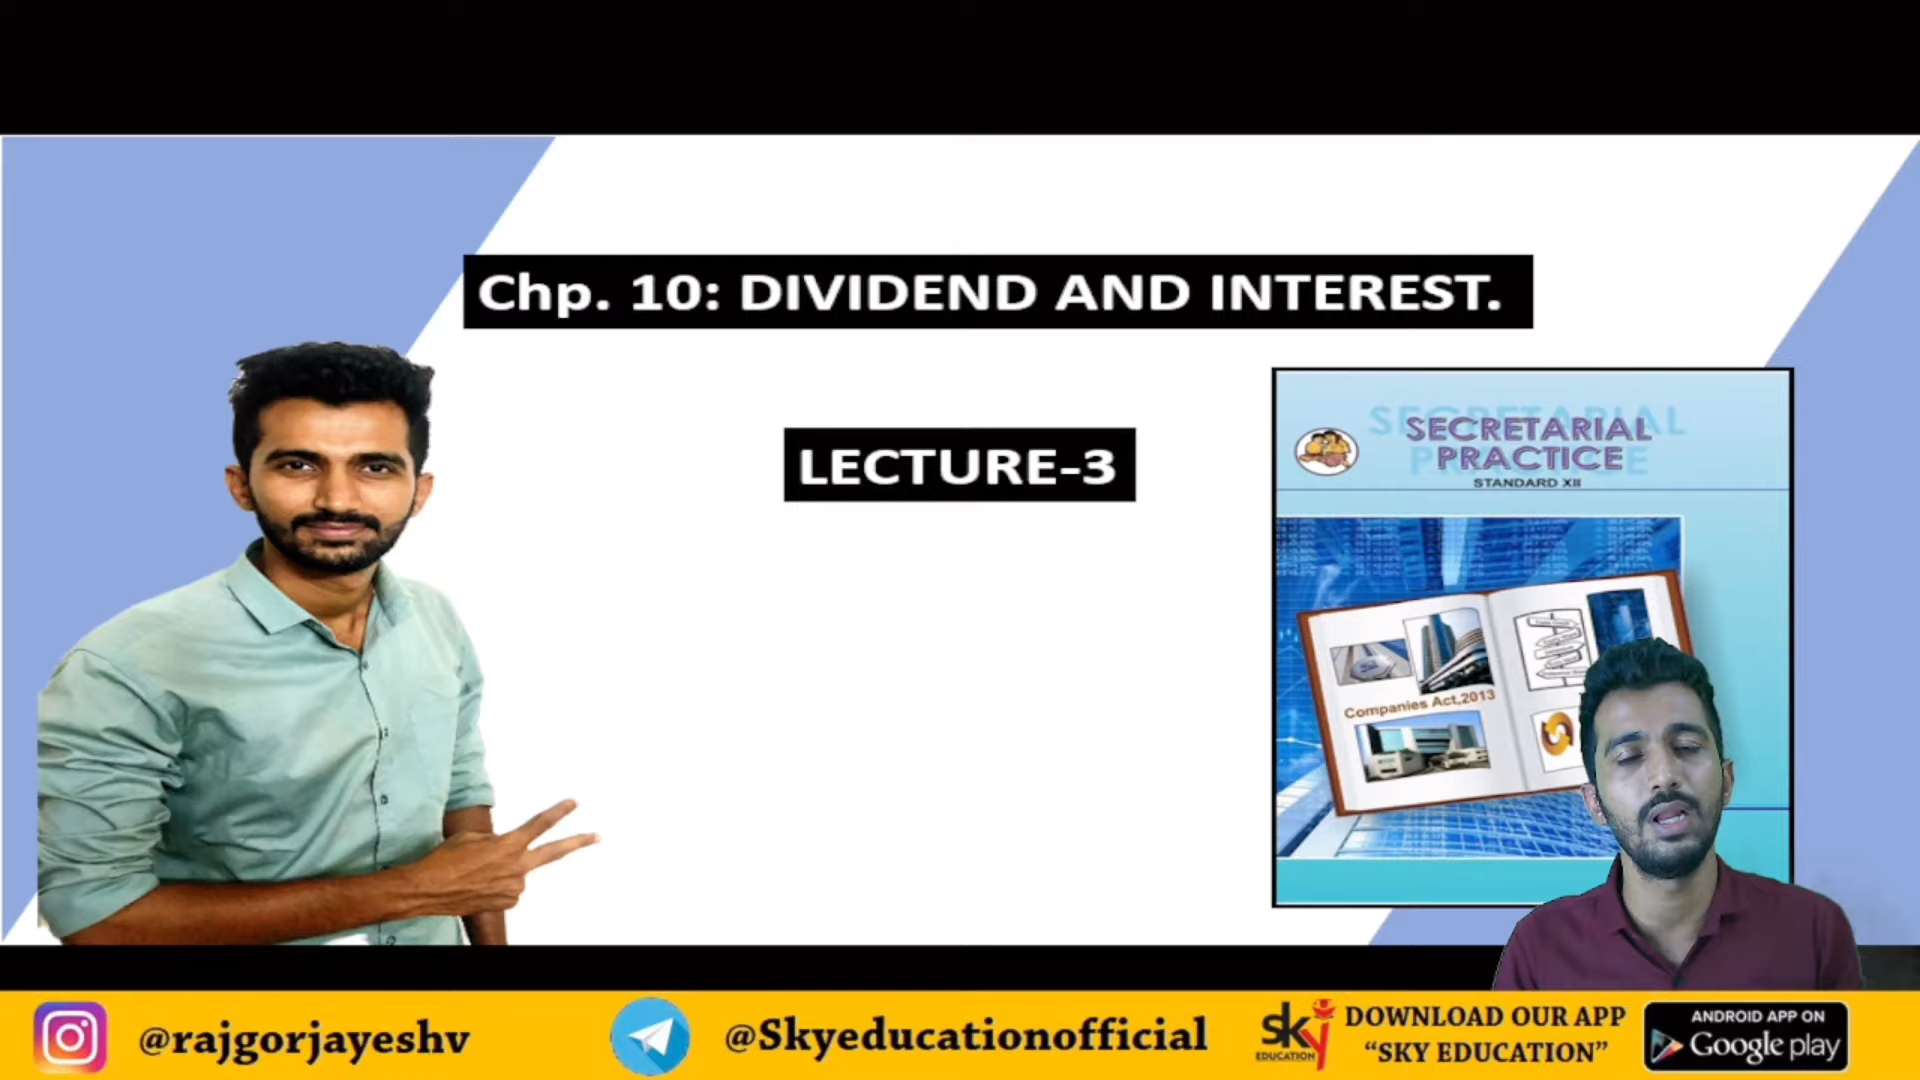 Chp. 10: DIVIDEND AND INTEREST.
LECTURE-3
SECRETARIAL
PRACTICE
STANDARD XII
Companies Act,2013
@rajgorjayeshv
@Skyeducationofficial
sky
EDUCATION
DOWNLOAD OUR APP
“SKY EDUCATION”
ANDROID APP ON
Google play